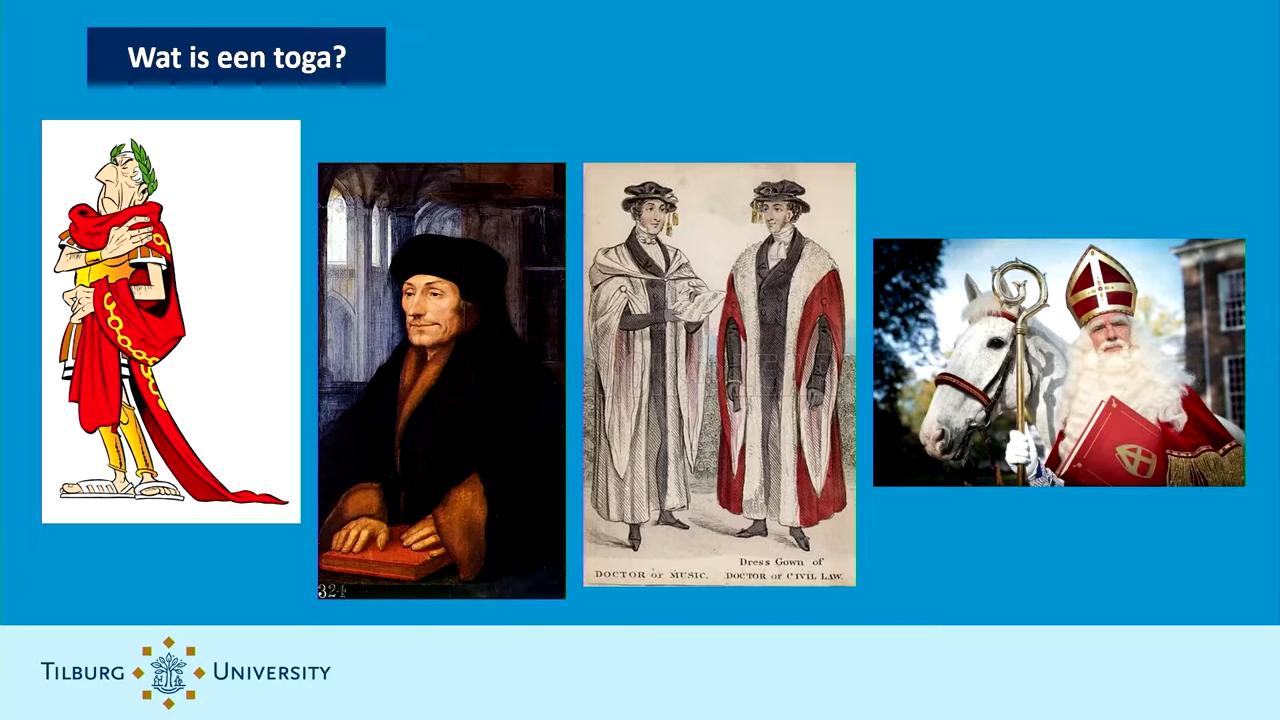 Wat is een toga?
324
DOCTOR of MUSIC.
Dress Gown of
DOCTOR of CIVIL LAW.
TILBURG UNIVERSITY